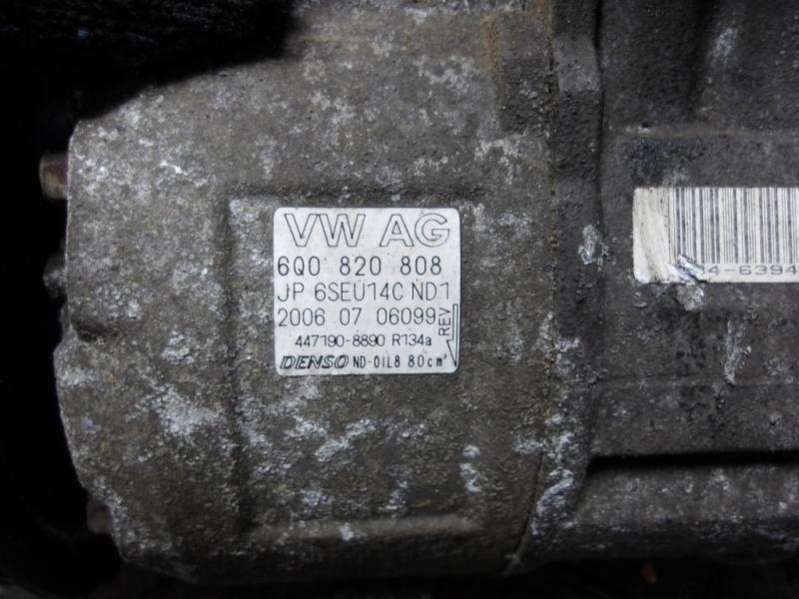 VW AG
6Q0 820 808
JP 6SEU14C ND1
2006 07 06099
REV
447190-8890 R134a
DENSO ND-OIL8 80cm³
4-6394